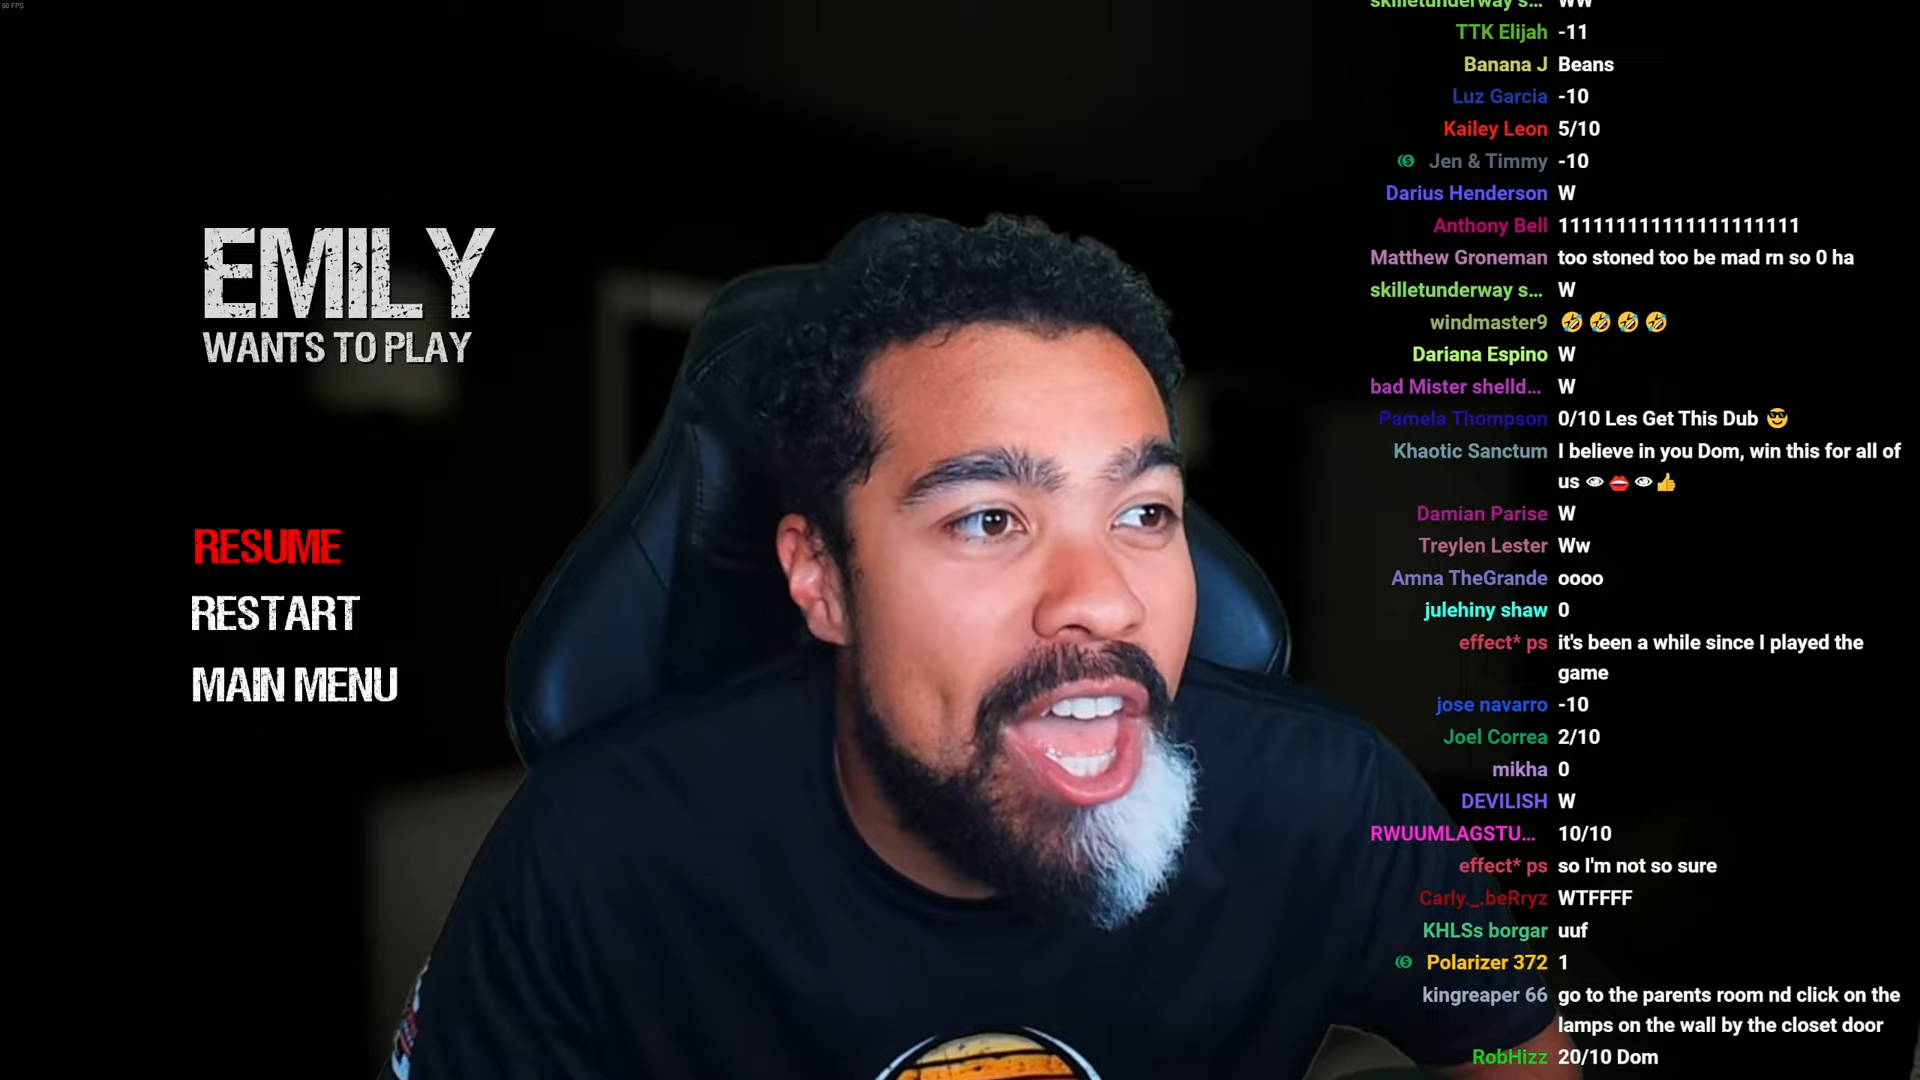 60 FPS
EMILY
WANTS TO PLAY
RESUME
RESTART
MAIN MENU
skilletunderway s... WW
TTK Elijah -11
Banana J Beans
Luz Garcia -10
Kailey Leon 5/10
Jen & Timmy -10
Darius Henderson W
Anthony Bell 1111111111111111111111
Matthew Groneman too stoned too be mad rn so 0 ha
skilletunderway s... W
windmaster9 🤣🤣🤣🤣
Dariana Espino W
bad Mister shelld... W
Pamela Thompson 0/10 Les Get This Dub 😎
Khaotic Sanctum I believe in you Dom, win this for all of
us 👁👄👁👍
Damian Parise W
Treylen Lester Ww
Amna TheGrande oooo
julehiny shaw 0
effect* ps it's been a while since I played the
game
jose navarro -10
Joel Correa 2/10
mikha 0
DEVILISH W
RWUUMLAGSTU... 10/10
effect* ps so I'm not so sure
Carly._.beRryz WTFFFF
KHLSs borgar uuf
Polarizer 372 1
kingreaper 66 go to the parents room nd click on the
lamps on the wall by the closet door
RobHizz 20/10 Dom